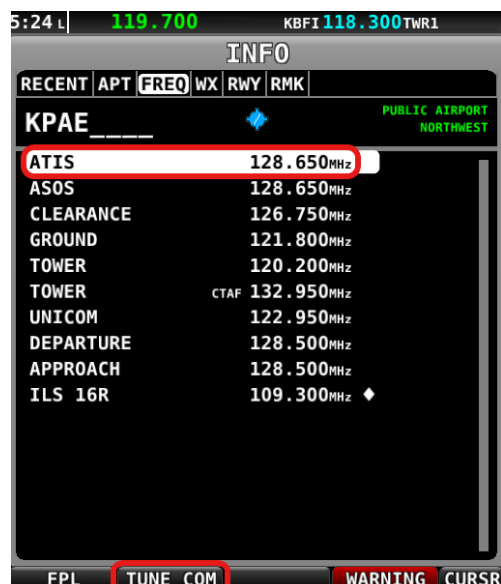 5:24 L 119.700 KBFI 118.300 TWR1
INFO
RECENT APT FREQ WX RWY RMK
KPAE____ PUBLIC AIRPORT
NORTHWEST
ATIS 128.650MHz
ASOS 128.650MHz
CLEARANCE 126.750MHz
GROUND 121.800MHz
TOWER 120.200MHz
TOWER CTAF 132.950MHz
UNICOM 122.950MHz
DEPARTURE 128.500MHz
APPROACH 128.500MHz
ILS 16R 109.300MHz ♦
FPL TUNE COM WARNING CURSR